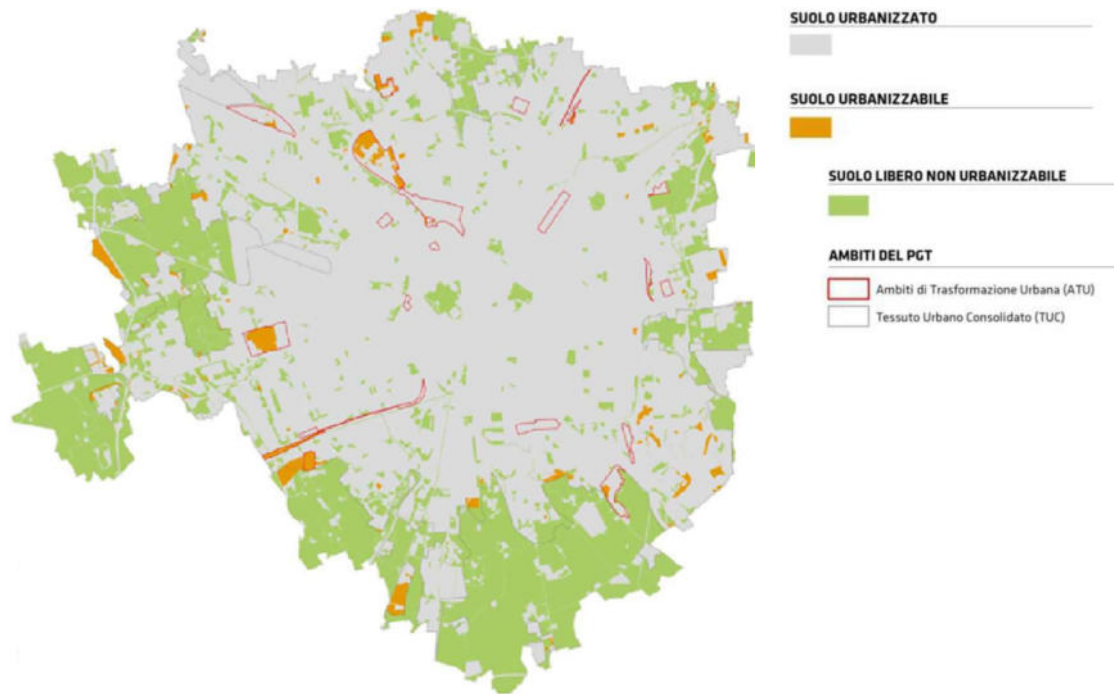 SUOLO URBANIZZATO
SUOLO URBANIZZABILE
SUOLO LIBERO NON URBANIZZABILE
AMBITI DEL PGT
Ambiti di Trasformazione Urbana (ATU)
Tessuto Urbano Consolidato (TUC)